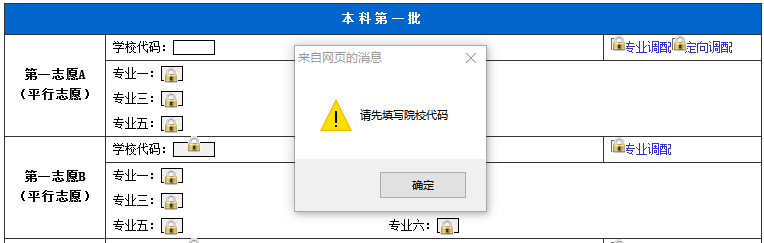 本科第一批
第一志愿A
（平行志愿）
学校代码：
专业调配 定向调配
专业一：
专业三：
专业五：
来自网页的消息
请先填写院校代码
确定
第一志愿B
（平行志愿）
学校代码：
专业调配
专业一：
专业三：
专业五：
专业六：